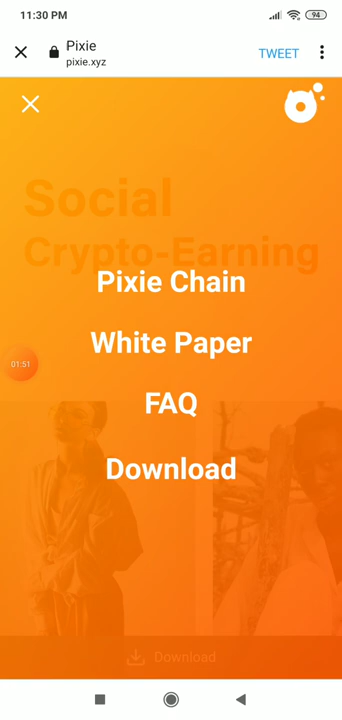 11:30 PM
94
Pixie
pixie.xyz
TWEET
Social
Crypto-Earning
Pixie Chain
White Paper
01:51
FAQ
Download
Download